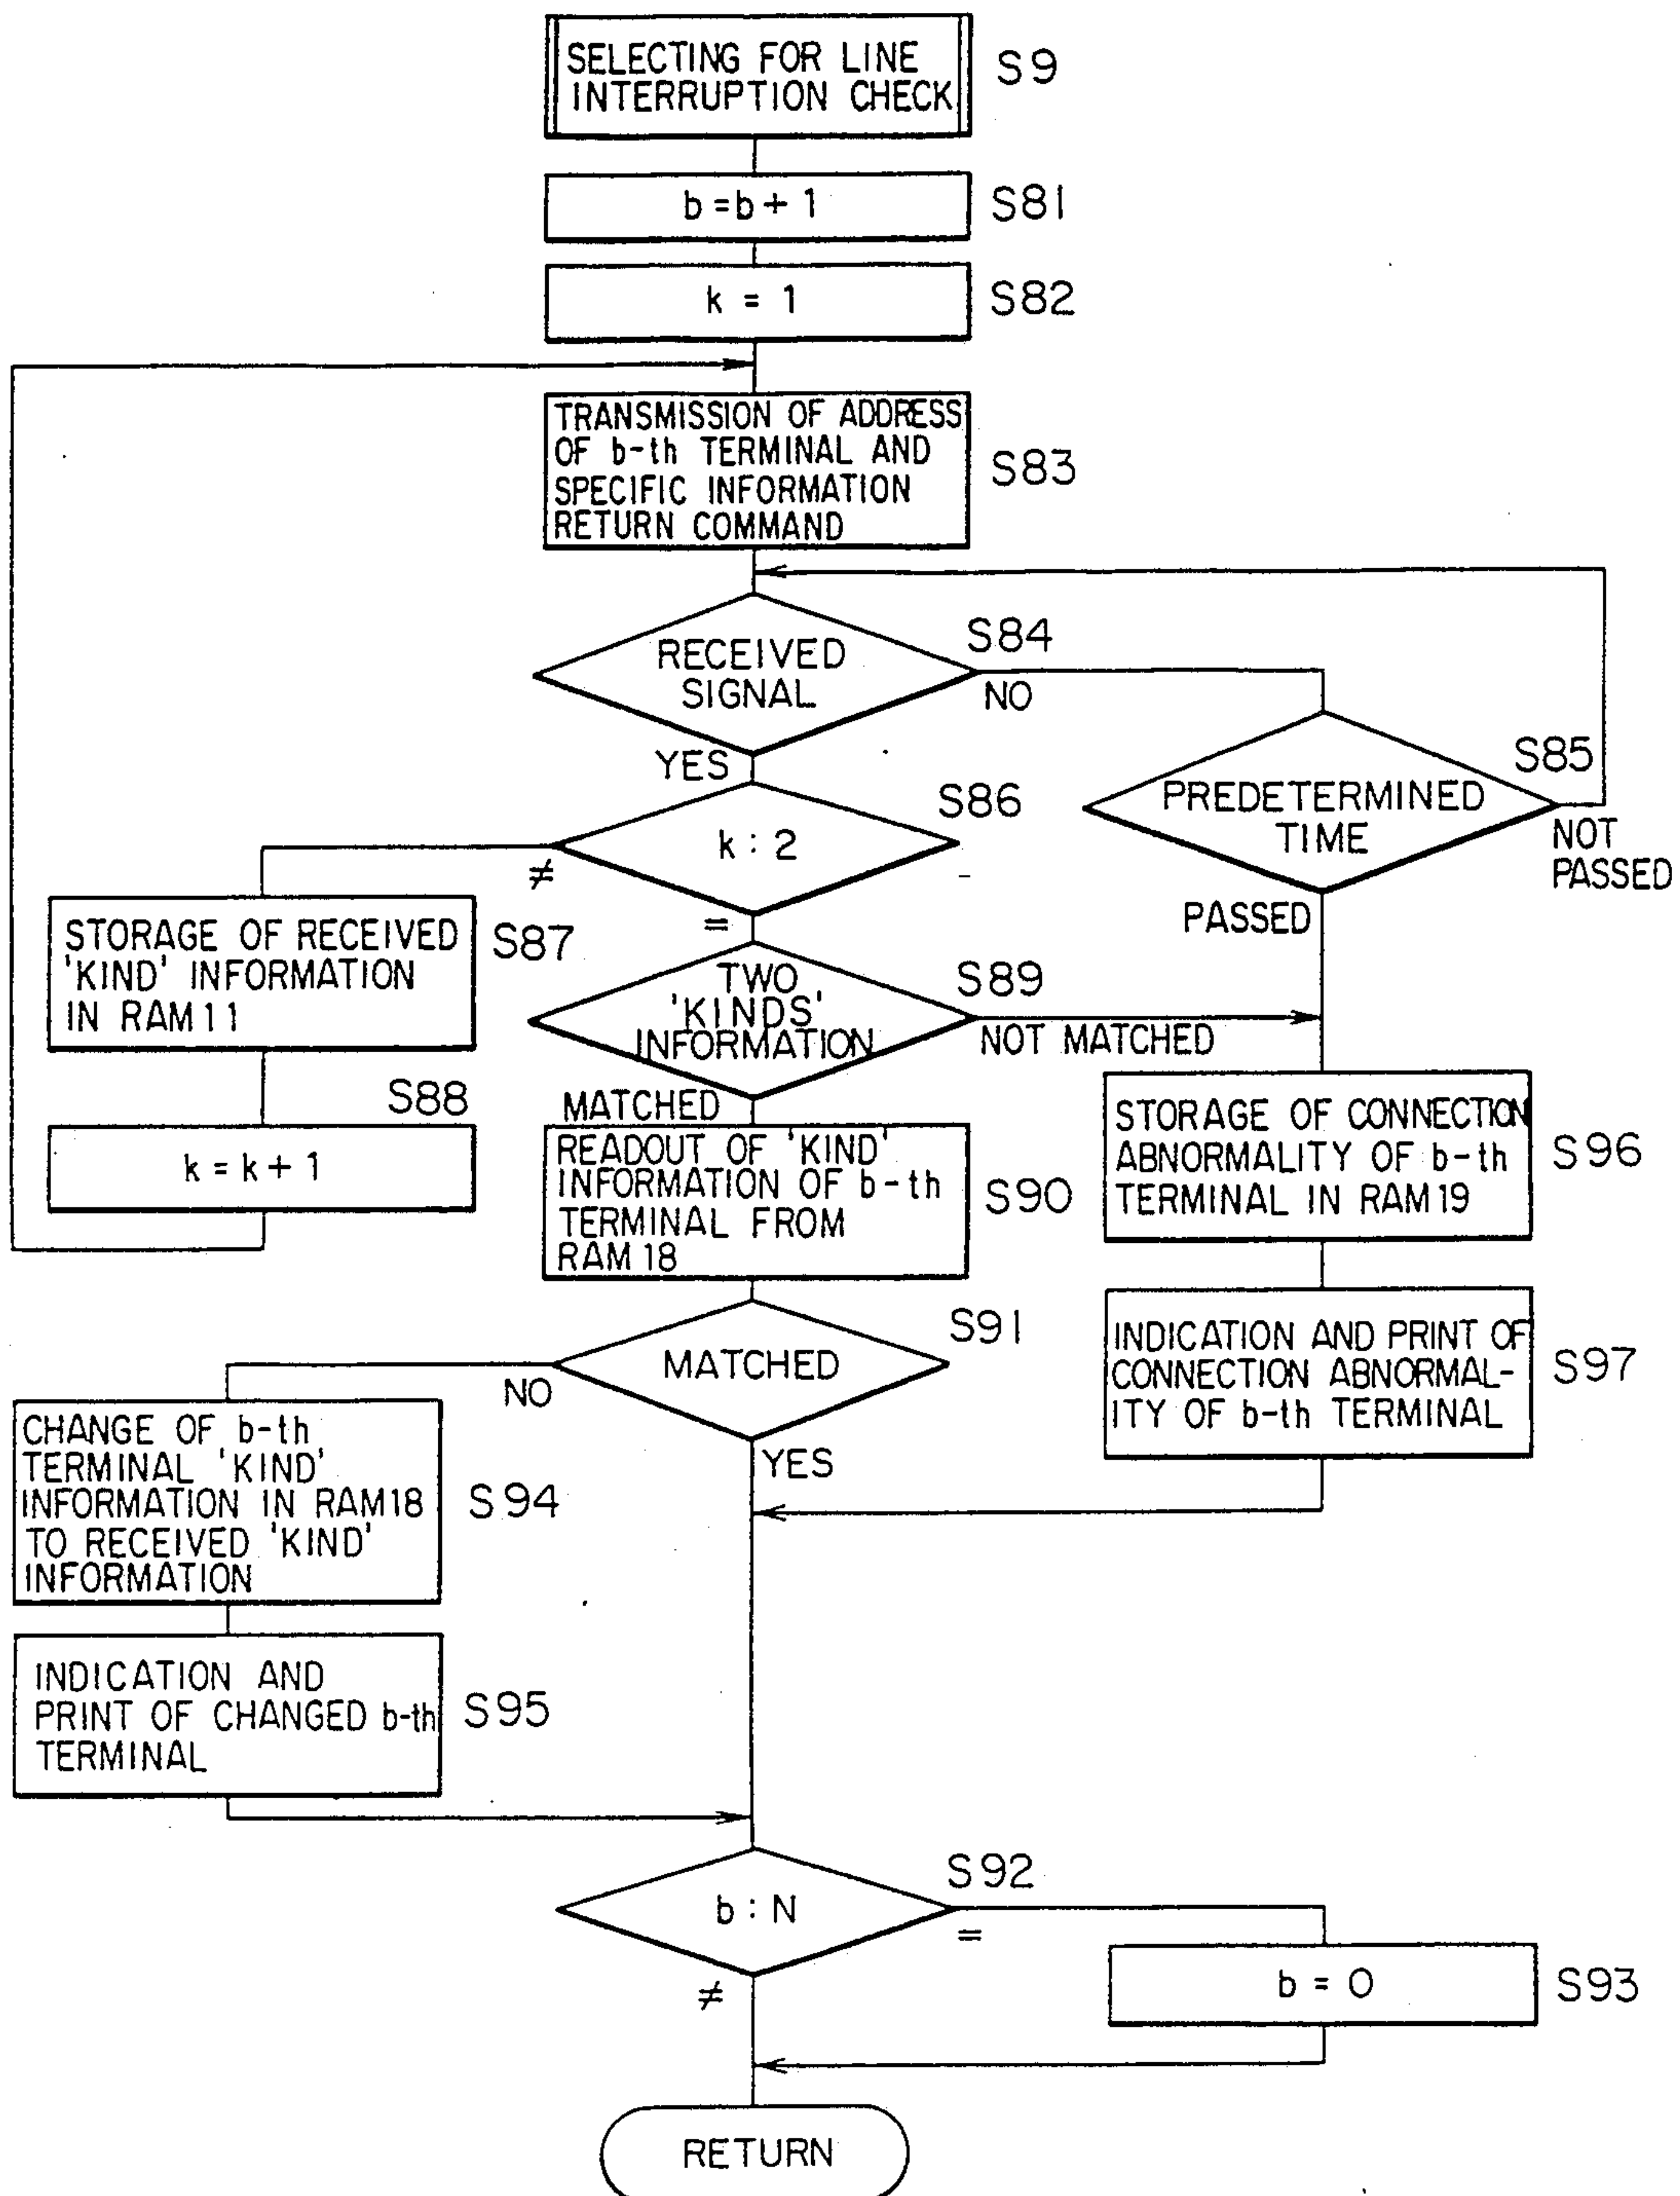 SELECTING FOR LINE
INTERRUPTION CHECK
S9
b = b + 1
S81
k = 1
S82
TRANSMISSION OF ADDRESS
OF b-th TERMINAL AND
SPECIFIC INFORMATION
RETURN COMMAND
S83
RECEIVED
SIGNAL
S84
NO
YES
PREDETERMINED
TIME
S85
NOT
PASSED
PASSED
k : 2
S86
≠
=
STORAGE OF RECEIVED
'KIND' INFORMATION
IN RAM 11
S87
S88
k = k + 1
TWO
'KINDS'
INFORMATION
S89
NOT MATCHED
MATCHED
READOUT OF 'KIND'
INFORMATION OF b-th
TERMINAL FROM
RAM 18
S90
STORAGE OF CONNECTION
ABNORMALITY OF b-th
TERMINAL IN RAM 19
S96
MATCHED
S91
NO
YES
INDICATION AND PRINT OF
CONNECTION ABNORMAL-
ITY OF b-th TERMINAL
S97
CHANGE OF b-th
TERMINAL 'KIND'
INFORMATION IN RAM 18
TO RECEIVED 'KIND'
INFORMATION
S94
INDICATION AND
PRINT OF CHANGED b-th
TERMINAL
S95
b : N
S92
=
≠
b = 0
S93
RETURN